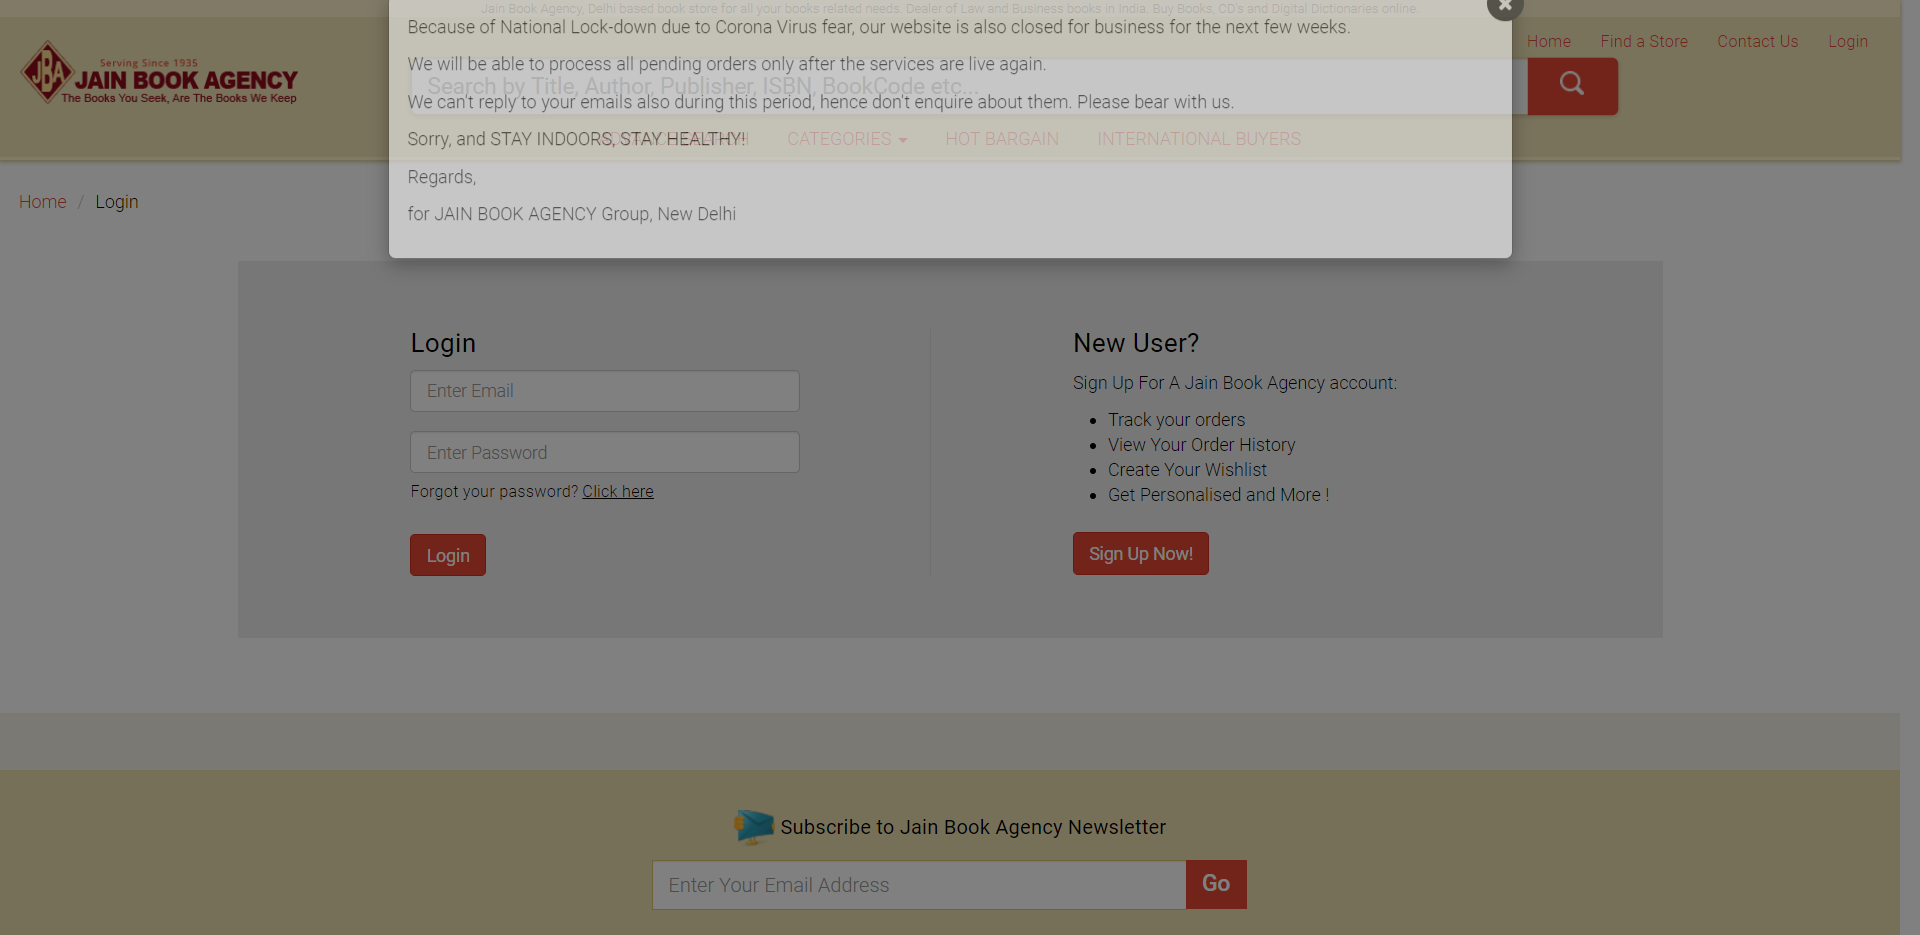 Jain Book Agency, Delhi based book store for all your books related needs. Dealer of Law and Business books in India. Buy Books, CD's and Digital Dictionaries online.
Because of National Lock-down due to Corona Virus fear, our website is also closed for business for the next few weeks.
Home Find a Store Contact Us Login
Serving Since 1935
JBA JAIN BOOK AGENCY
The Books You Seek, Are The Books We Keep
We will be able to process all pending orders only after the services are live again.
Search by Title, Author, Publisher, ISBN, BookCode etc...
We can't reply to your emails also during this period, hence don't enquire about them. Please bear with us.
Sorry, and STAY INDOORS, STAY HEALTHY!
CATEGORIES HOT BARGAIN INTERNATIONAL BUYERS
Regards,
Home / Login
for JAIN BOOK AGENCY Group, New Delhi
Login
Enter Email
Enter Password
Forgot your password? Click here
Login
New User?
Sign Up For A Jain Book Agency account:
Track your orders
View Your Order History
Create Your Wishlist
Get Personalised and More !
Sign Up Now!
Subscribe to Jain Book Agency Newsletter
Enter Your Email Address Go